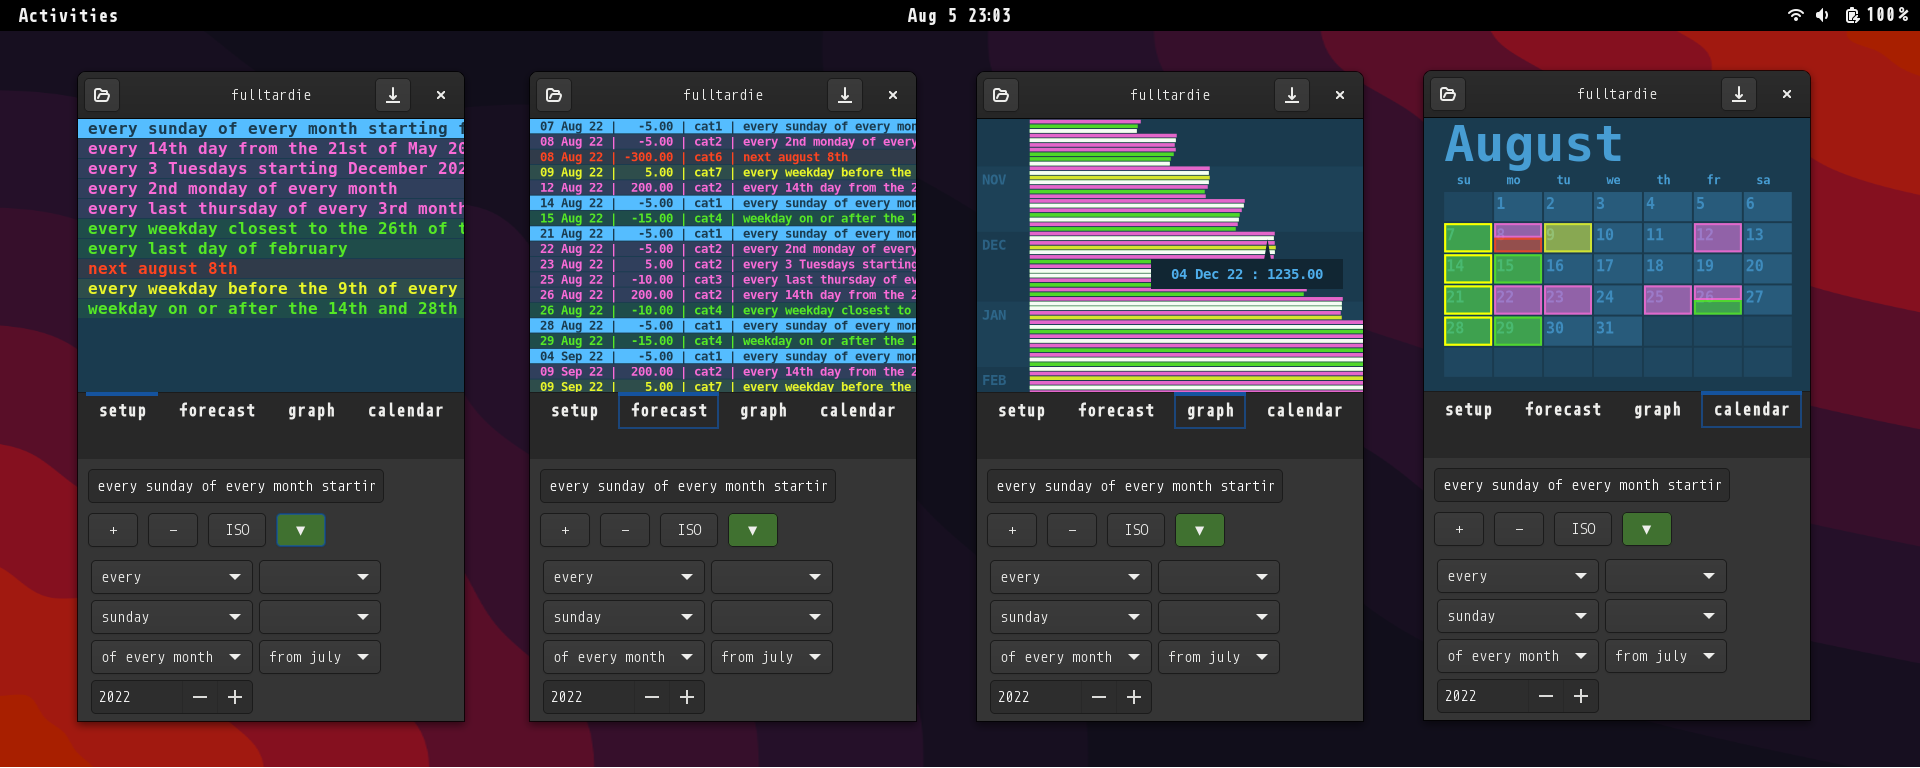 Activities
Aug 5 23:03
100%
fulltardie
every sunday of every month starting f
every 14th day from the 21st of May 20
every 3 Tuesdays starting December 202
every 2nd monday of every month
every last thursday of every 3rd month
every weekday closest to the 26th of t
every last day of february
next august 8th
every weekday before the 9th of every
weekday on or after the 14th and 28th
setup forecast graph calendar
every sunday of every month startin
+ − ISO ▼
every
sunday
of every month from july
2022 − +
fulltardie
07 Aug 22 | -5.00 | cat1 | every sunday of every mon
08 Aug 22 | -5.00 | cat2 | every 2nd monday of every
08 Aug 22 | -300.00 | cat6 | next august 8th
09 Aug 22 | 5.00 | cat7 | every weekday before the
12 Aug 22 | 200.00 | cat2 | every 14th day from the 2
14 Aug 22 | -5.00 | cat1 | every sunday of every mon
15 Aug 22 | -15.00 | cat4 | weekday on or after the 1
21 Aug 22 | -5.00 | cat1 | every sunday of every mon
22 Aug 22 | -5.00 | cat2 | every 2nd monday of every
23 Aug 22 | 5.00 | cat2 | every 3 Tuesdays starting
25 Aug 22 | -10.00 | cat3 | every last thursday of ev
26 Aug 22 | 200.00 | cat2 | every 14th day from the 2
26 Aug 22 | -10.00 | cat4 | every weekday closest to
28 Aug 22 | -5.00 | cat1 | every sunday of every mon
29 Aug 22 | -15.00 | cat4 | weekday on or after the 1
04 Sep 22 | -5.00 | cat1 | every sunday of every mon
09 Sep 22 | 200.00 | cat2 | every 14th day from the 2
09 Sep 22 | 5.00 | cat7 | every weekday before the
setup forecast graph calendar
every sunday of every month startin
+ − ISO ▼
every
sunday
of every month from july
2022 − +
fulltardie
NOV
DEC
04 Dec 22 : 1235.00
JAN
FEB
setup forecast graph calendar
every sunday of every month startin
+ − ISO ▼
every
sunday
of every month from july
2022 − +
fulltardie
August
su mo tu we th fr sa
1 2 3 4 5 6
7 8 9 10 11 12 13
14 15 16 17 18 19 20
21 22 23 24 25 26 27
28 29 30 31
setup forecast graph calendar
every sunday of every month startin
+ − ISO ▼
every
sunday
of every month from july
2022 − +